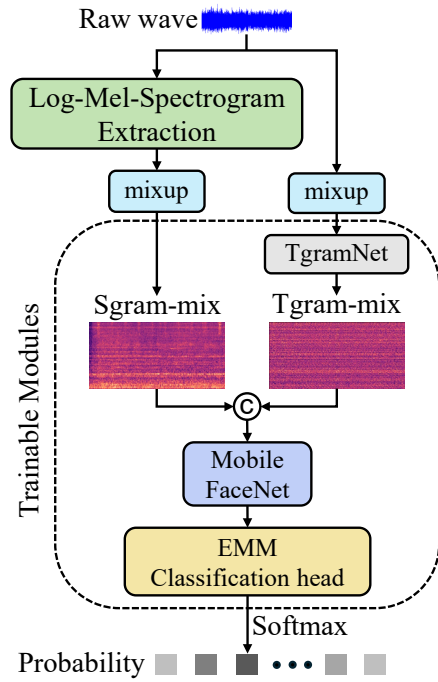 Raw wave
Log-Mel-Spectrogram
Extraction
mixup
mixup
TgramNet
Sgram-mix
Tgram-mix
C
Mobile
FaceNet
EMM
Classification head
Trainable Modules
Softmax
Probability